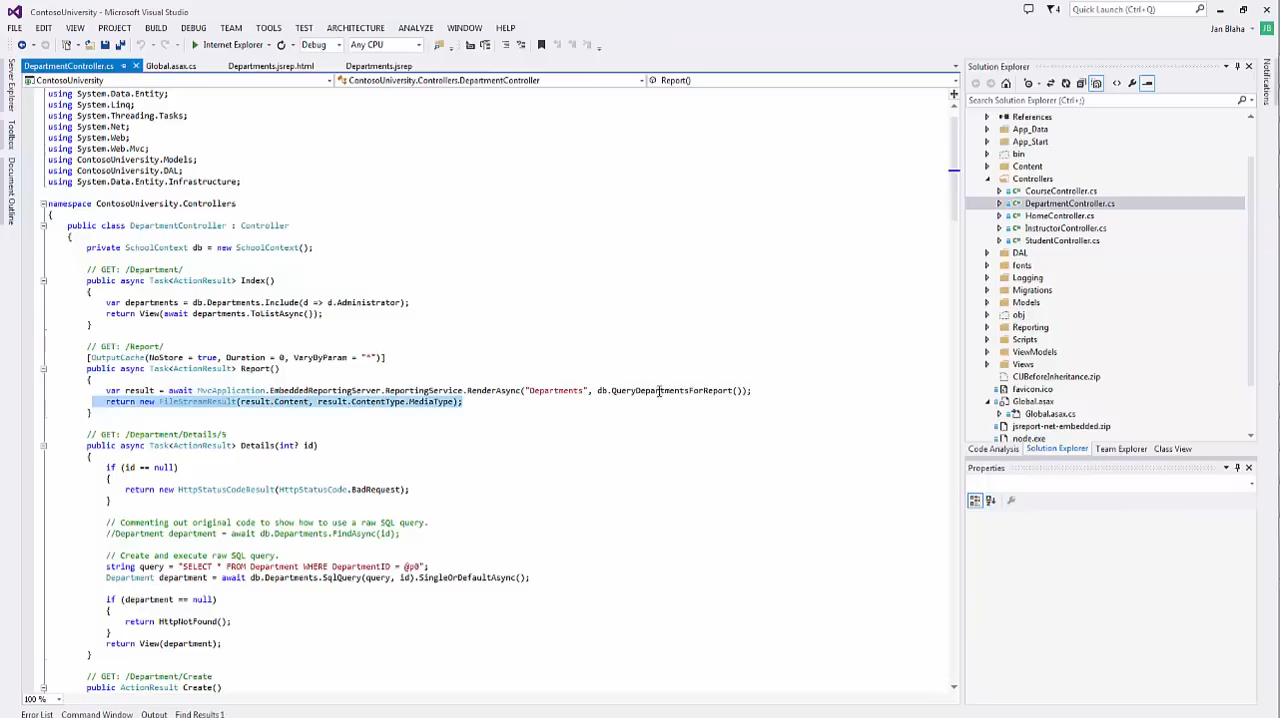 ContosoUniversity - Microsoft Visual Studio
4
Quick Launch (Ctrl+Q)
FILE EDIT VIEW PROJECT BUILD DEBUG TEAM TOOLS TEST ARCHITECTURE ANALYZE WINDOW HELP
Jan Blaha
JB
Internet Explorer Debug Any CPU
Server Explorer
Toolbox
Document Outline
DepartmentController.cs Global.asax.cs Departments.jsrep.html Departments.jsrep
ContosoUniversity ContosoUniversity.Controllers.DepartmentController Report()
using System.Data.Entity;
using System.Linq;
using System.Threading.Tasks;
using System.Net;
using System.Web;
using System.Web.Mvc;
using ContosoUniversity.Models;
using ContosoUniversity.DAL;
using System.Data.Entity.Infrastructure;
namespace ContosoUniversity.Controllers
{
public class DepartmentController : Controller
{
private SchoolContext db = new SchoolContext();
// GET: /Department/
public async Task<ActionResult> Index()
{
var departments = db.Departments.Include(d => d.Administrator);
return View(await departments.ToListAsync());
}
// GET: /Report/
[OutputCache(NoStore = true, Duration = 0, VaryByParam = "*")]
public async Task<ActionResult> Report()
{
var result = await MvcApplication.EmbeddedReportingServer.ReportingService.RenderAsync("Departments", db.QueryDepartmentsForReport());
return new FileStreamResult(result.Content, result.ContentType.MediaType);
}
// GET: /Department/Details/5
public async Task<ActionResult> Details(int? id)
{
if (id == null)
{
return new HttpStatusCodeResult(HttpStatusCode.BadRequest);
}
// Commenting out original code to show how to use a raw SQL query.
//Department department = await db.Departments.FindAsync(id);
// Create and execute raw SQL query.
string query = "SELECT * FROM Department WHERE DepartmentID = @p0";
Department department = await db.Departments.SqlQuery(query, id).SingleOrDefaultAsync();
if (department == null)
{
return HttpNotFound();
}
return View(department);
}
// GET: /Department/Create
public ActionResult Create()
100 %
Error List Command Window Output Find Results 1
Solution Explorer
Search Solution Explorer (Ctrl+;)
References
App_Data
App_Start
bin
Content
Controllers
CourseController.cs
DepartmentController.cs
HomeController.cs
InstructorController.cs
StudentController.cs
DAL
fonts
Logging
Migrations
Models
obj
Reporting
Scripts
ViewModels
Views
CUBeforeInheritance.zip
favicon.ico
Global.asax
Global.asax.cs
jsreport-net-embedded.zip
node.exe
Code Analysis Solution Explorer Team Explorer Class View
Properties
Notifications